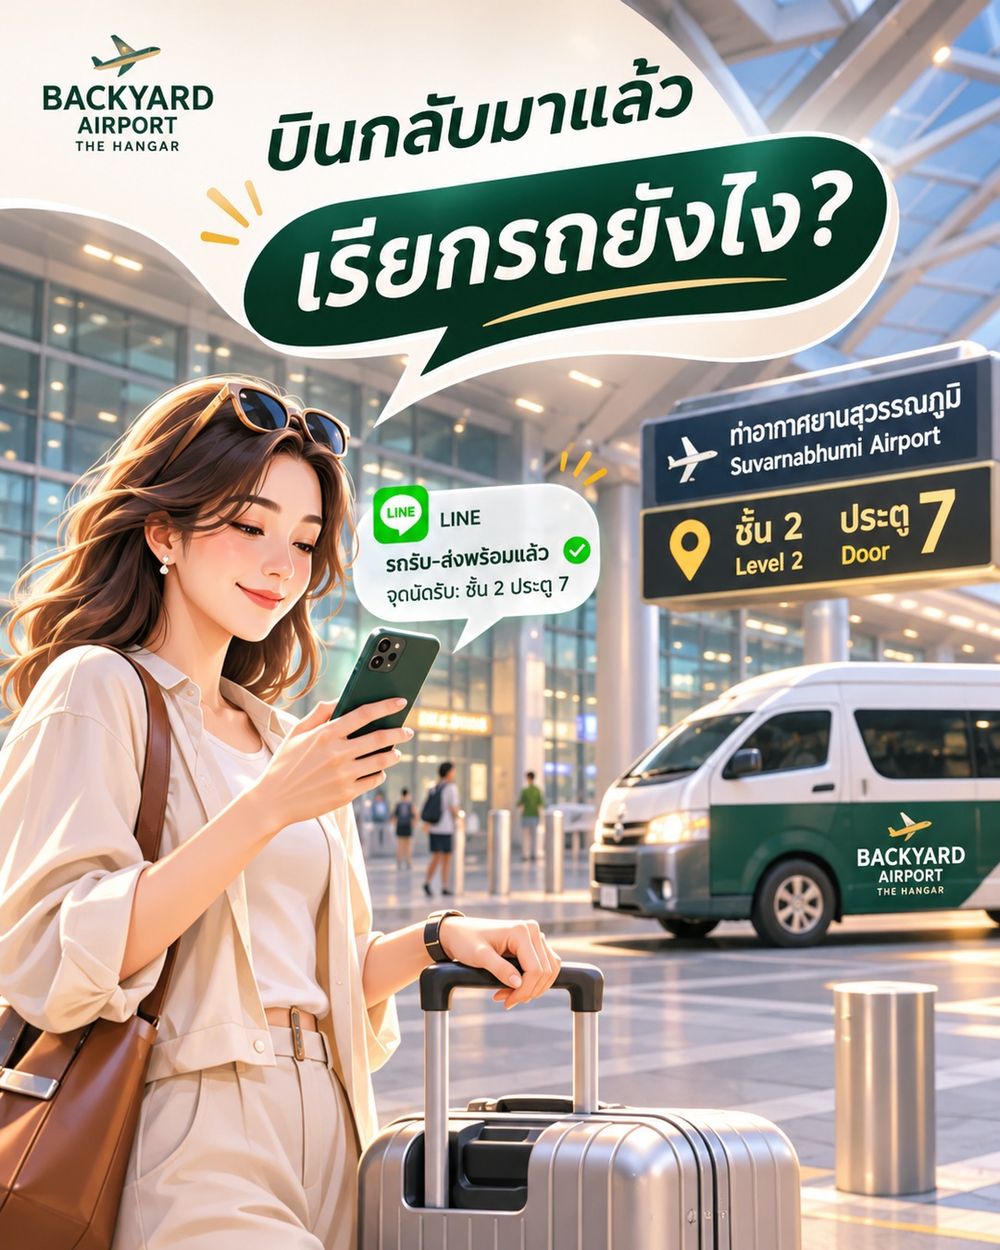 BACKYARD
AIRPORT
THE HANGAR
บินกลับมาแล้ว
เรียกรถยังไง?
ท่าอากาศยานสุวรรณภูมิ
Suvarnabhumi Airport
ชั้น 2 ประตู 7
Level 2 Door
LINE
LINE
รถรับ-ส่งพร้อมแล้ว
จุดนัดรับ: ชั้น 2 ประตู 7
BACKYARD
AIRPORT
THE HANGAR